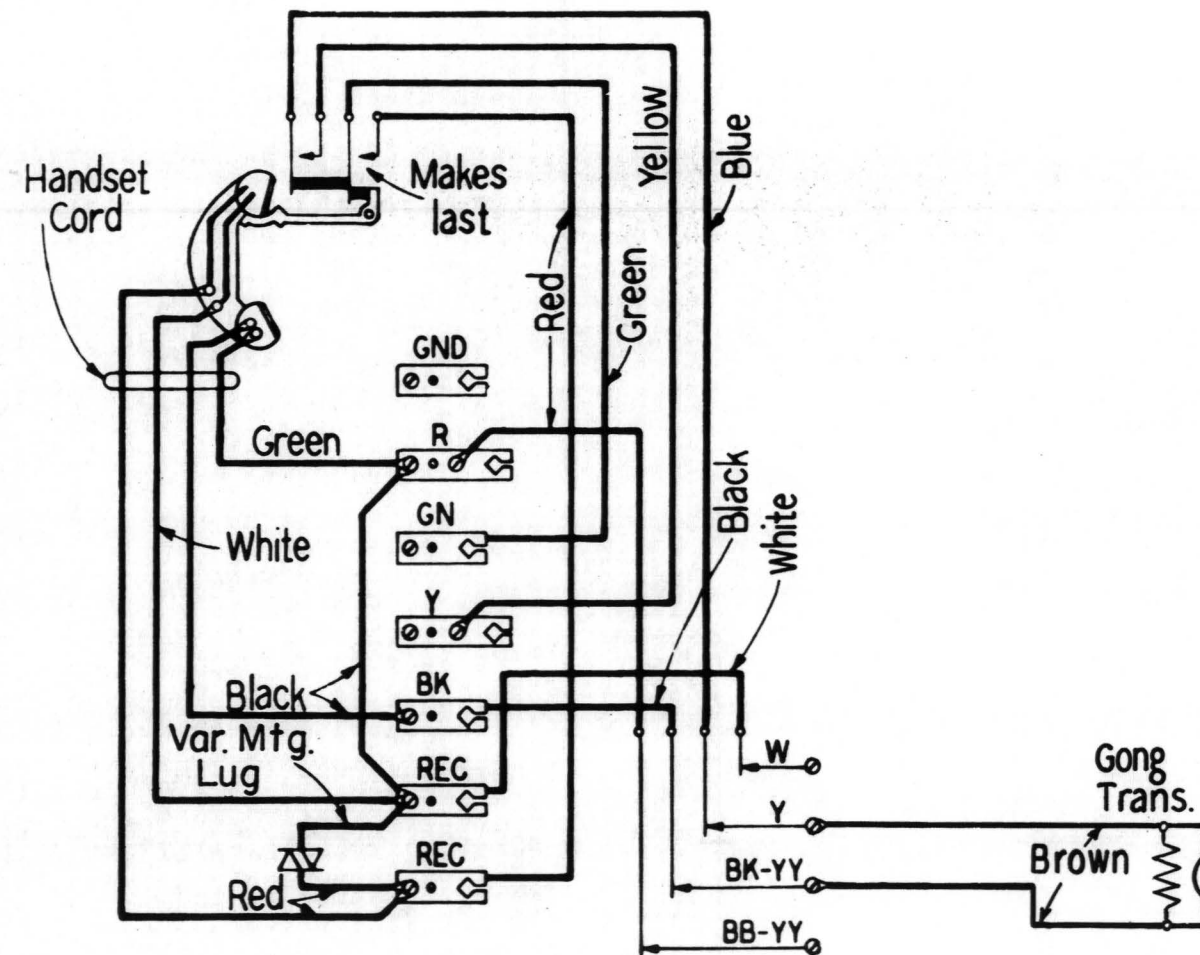 Handset
Cord
Makes
last
Yellow
Blue
Red
Green
GND
R
Green
GN
White
Y
Black
White
Black
BK
Var. Mtg.
Lug
REC
W
Gong
Trans.
Y
REC
Brown
BK-YY
Red
BB-YY